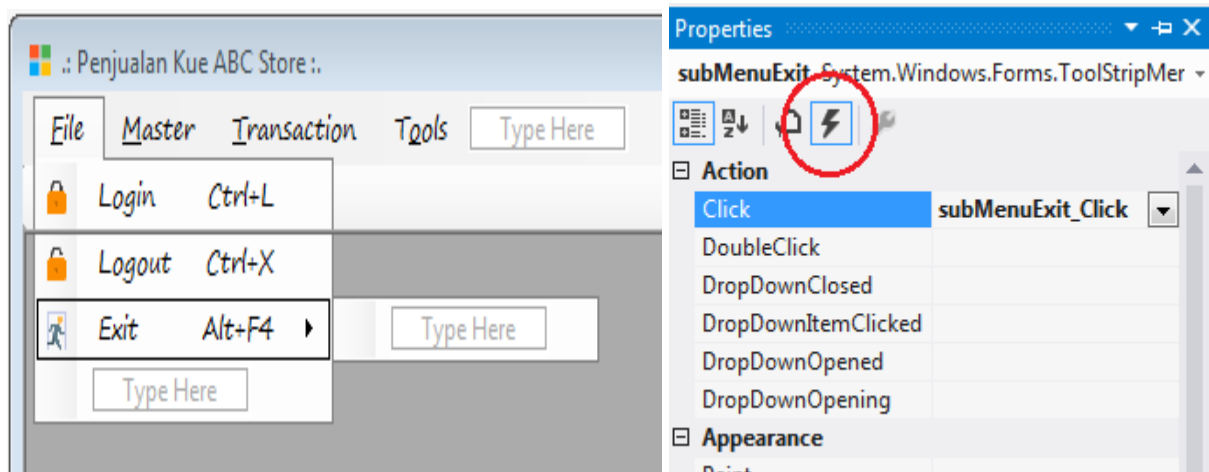 .: Penjualan Kue ABC Store :.
File Master Transaction Tools Type Here
Login Ctrl+L
Logout Ctrl+X
Exit Alt+F4 Type Here
Type Here
Properties
subMenuExit System.Windows.Forms.ToolStripMer
Action
Click subMenuExit_Click
DoubleClick
DropDownClosed
DropDownItemClicked
DropDownOpened
DropDownOpening
Appearance